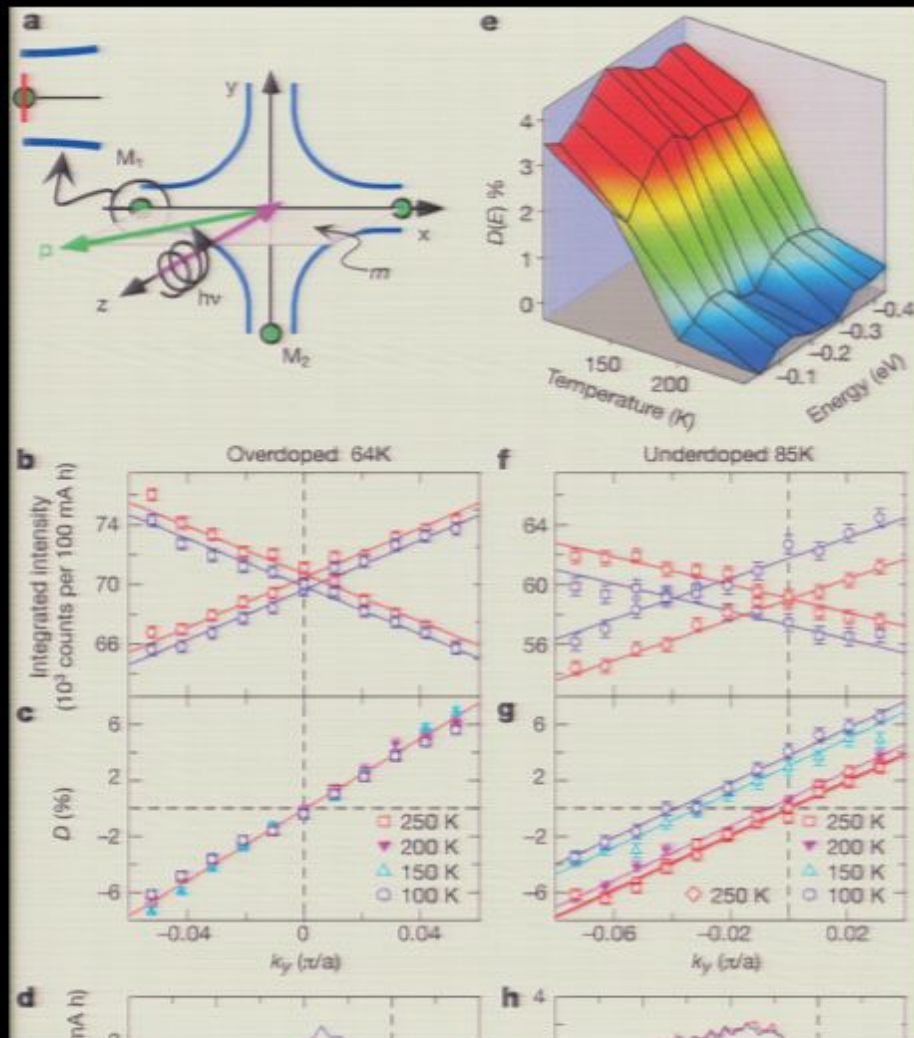 a
y
M₁
x
p
m
z
hν
M₂
e
D(E) %
4
3
2
1
0
150
200
Temperature (K)
-0.1
-0.2
-0.3
-0.4
Energy (eV)
b
Overdoped 64K
Integrated intensity
(10³ counts per 100 mA h)
74
70
66
f
Underdoped 85K
64
60
56
c
D (%)
6
2
-2
-6
250 K
200 K
150 K
100 K
-0.04 0 0.04
k_y (π/a)
g
6
2
-2
-6
250 K
200 K
150 K
250 K 100 K
-0.06 -0.02 0.02
k_y (π/a)
d
mA h)
h
4